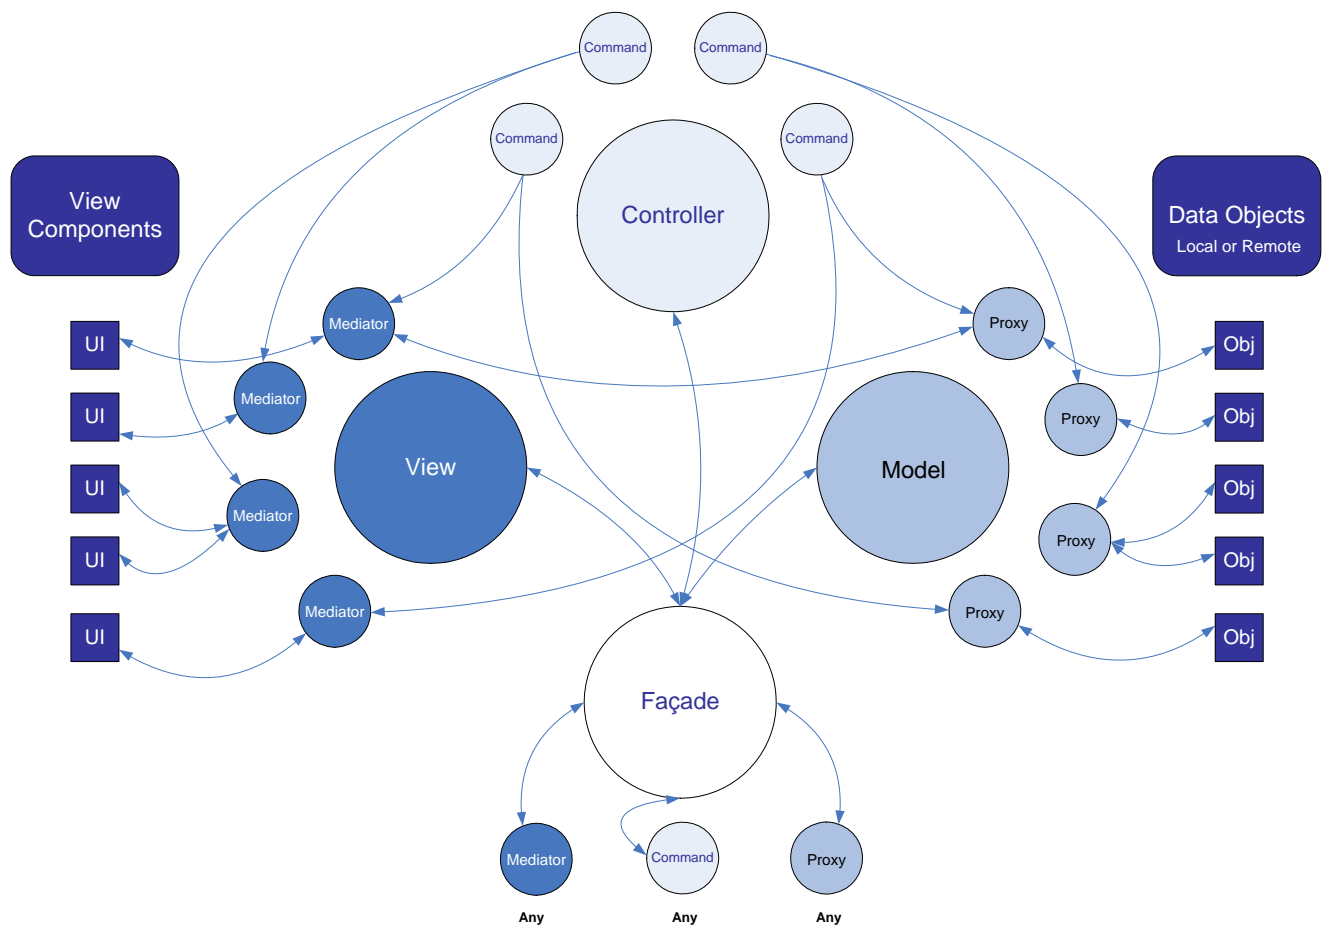 Command
Command
Command
Command
Controller
View
Components
Data Objects
Local or Remote
Mediator
Proxy
UI
Obj
Mediator
Proxy
UI
Obj
View
Model
UI
Obj
Mediator
Proxy
UI
Obj
Mediator
Proxy
UI
Obj
Façade
Mediator
Command
Proxy
Any
Any
Any